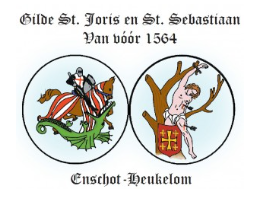 Gilde St. Joris en St. Sebastiaan
Van vóór 1564
Enschot-Heukelom